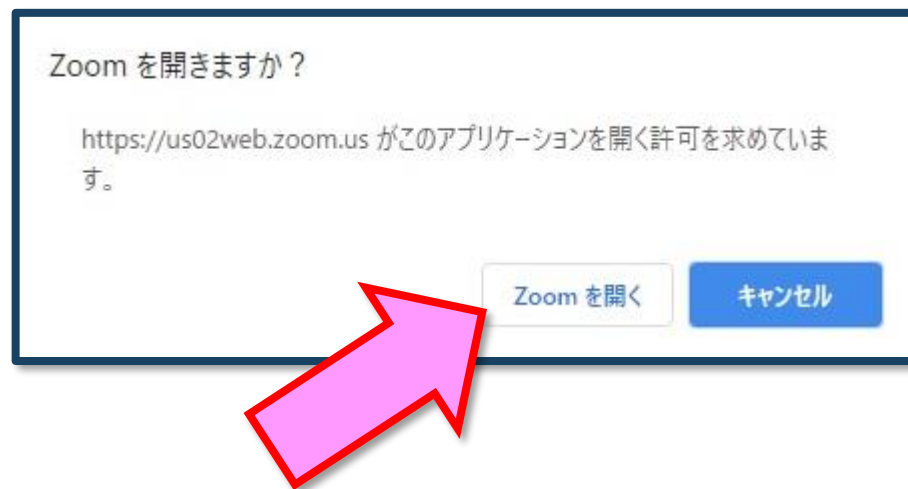 Zoom を開きますか？
https://us02web.zoom.us がこのアプリケーションを開く許可を求めていま
す。
Zoom を開く
キャンセル